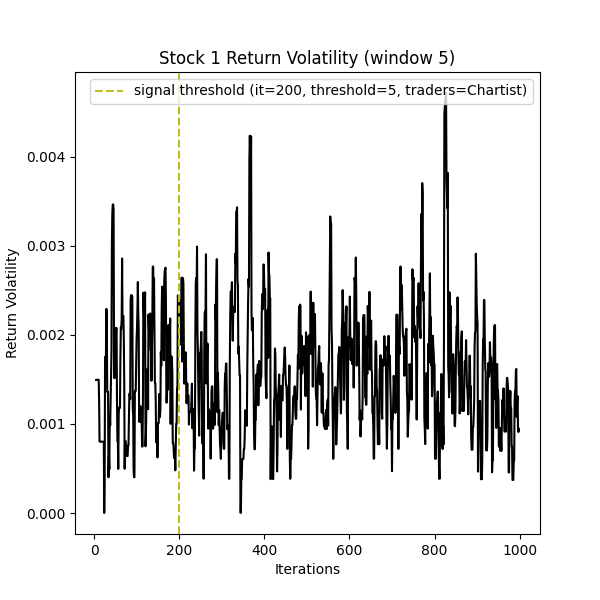 Stock 1 Return Volatility (window 5)
signal threshold (it=200, threshold=5, traders=Chartist)
0.004
0.003
0.002
0.001
0.000
Return Volatility
0 200 400 600 800 1000
Iterations